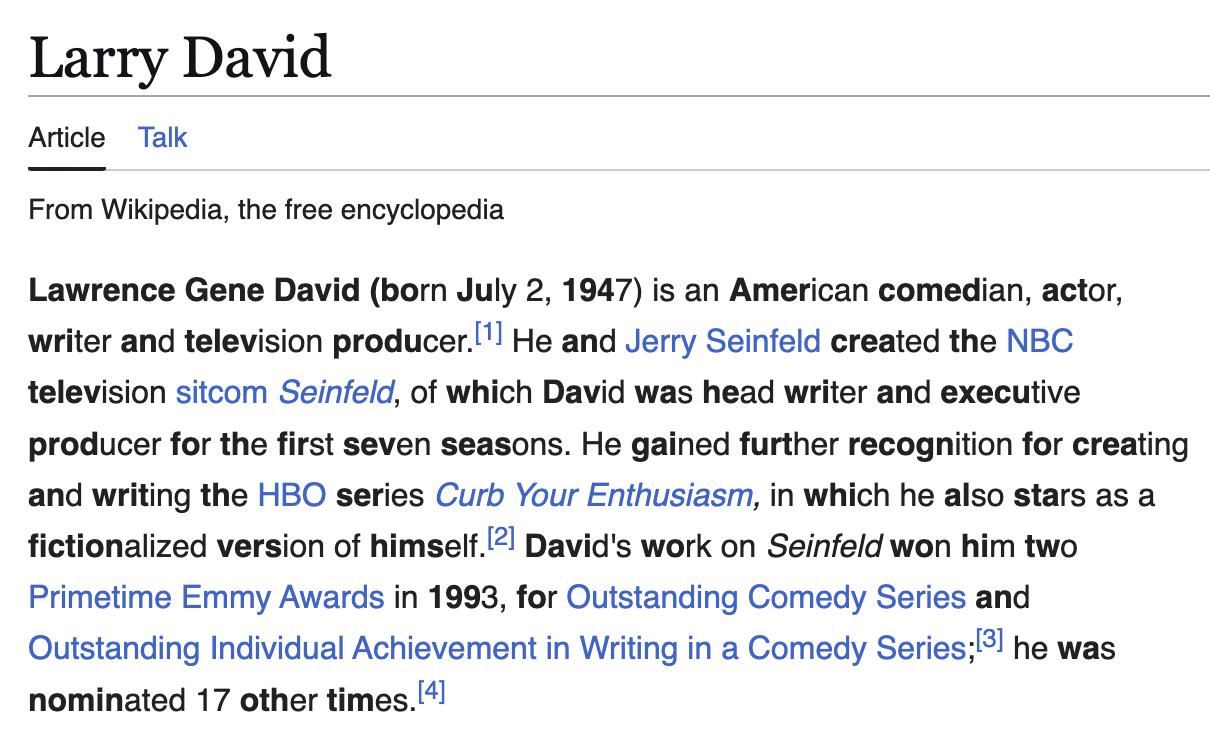 Larry David
Article Talk
From Wikipedia, the free encyclopedia
Lawrence Gene David (born July 2, 1947) is an American comedian, actor,
writer and television producer.[1] He and Jerry Seinfeld created the NBC
television sitcom Seinfeld, of which David was head writer and executive
producer for the first seven seasons. He gained further recognition for creating
and writing the HBO series Curb Your Enthusiasm, in which he also stars as a
fictionalized version of himself.[2] David's work on Seinfeld won him two
Primetime Emmy Awards in 1993, for Outstanding Comedy Series and
Outstanding Individual Achievement in Writing in a Comedy Series;[3] he was
nominated 17 other times.[4]